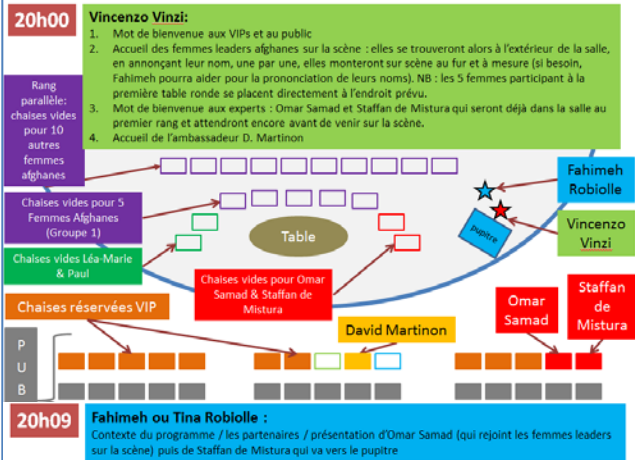 20h00
Vincenzo Vinzi:
1. Mot de bienvenue aux VIPs et au public
2. Accueil des femmes leaders afghanes sur la scène : elles se trouveront alors à l'extérieur de la salle,
en annonçant leur nom, une par une, elles monteront sur scène au fur et à mesure (si besoin,
Fahimeh pourra aider pour la prononciation de leurs noms). NB : les 5 femmes participant à la
première table ronde se placent directement à l'endroit prévu.
3. Mot de bienvenue aux experts : Omar Samad et Staffan de Mistura qui seront déjà dans la salle au
premier rang et attendront encore avant de venir sur la scène.
4. Accueil de l'ambassadeur D. Martinon
Rang
parallèle:
chaises vides
pour 10
autres
femmes
afghanes
Chaises vides pour 5
Femmes Afghanes
(Groupe 1)
Chaises vides Léa-Marie
& Paul
Table
Chaises vides pour Omar
Samad & Staffan de
Mistura
pupitre
Fahimeh
Robiolle
Vincenzo
Vinzi
Chaises réservées VIP
David Martinon
Omar
Samad
Staffan
de
Mistura
P
U
B
20h09
Fahimeh ou Tina Robiolle :
Contexte du programme / les partenaires / présentation d'Omar Samad (qui rejoint les femmes leaders
sur la scène) puis de Staffan de Mistura qui va vers le pupitre